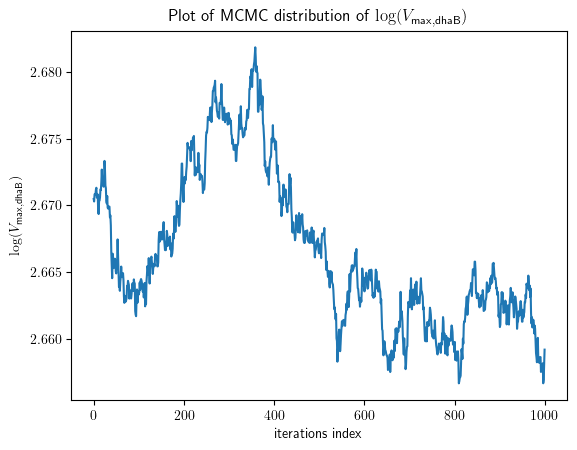 Plot of MCMC distribution of log(V_max,dhaB)
2.680
2.675
2.670
2.665
2.660
log(V_max,dhaB)
0 200 400 600 800 1000
iterations index